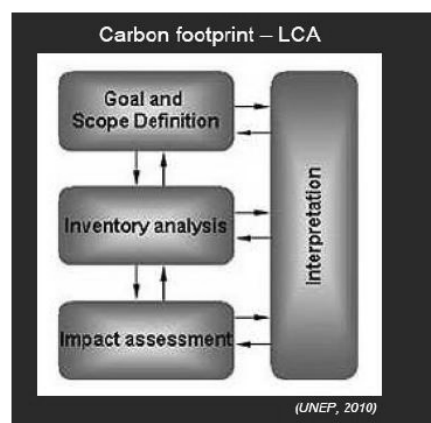 Carbon footprint – LCA
Goal and
Scope Definition
Inventory analysis
Impact assessment
Interpretation
(UNEP, 2010)